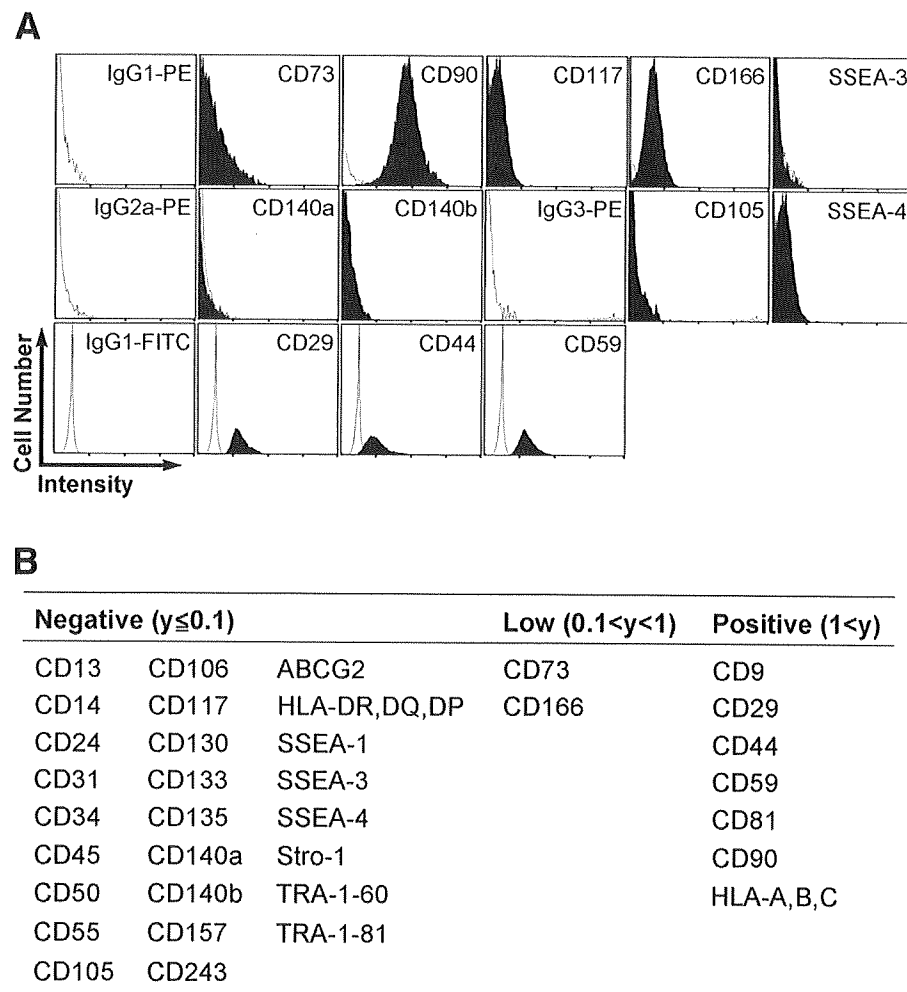 A
IgG1-PE CD73 CD90 CD117 CD166 SSEA-3
IgG2a-PE CD140a CD140b IgG3-PE CD105 SSEA-4
IgG1-FITC CD29 CD44 CD59
Cell Number
Intensity
B
Negative (y≦0.1) Low (0.1<y<1) Positive (1<y)
CD13 CD106 ABCG2 CD73 CD9
CD14 CD117 HLA-DR,DQ,DP CD166 CD29
CD24 CD130 SSEA-1 CD44
CD31 CD133 SSEA-3 CD59
CD34 CD135 SSEA-4 CD81
CD45 CD140a Stro-1 CD90
CD50 CD140b TRA-1-60 HLA-A,B,C
CD55 CD157 TRA-1-81
CD105 CD243